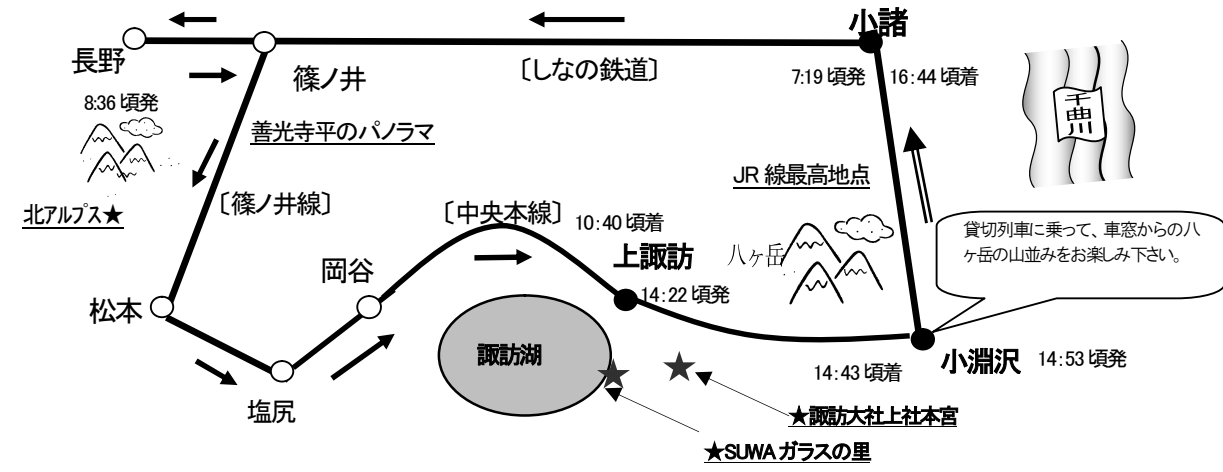 小諸
長野
篠ノ井
〔しなの鉄道〕
7:19 頃発
16:44 頃着
8:36 頃発
千曲川
善光寺平のパノラマ
JR 線最高地点
北アルプス★
〔篠ノ井線〕
〔中央本線〕
10:40 頃着
貸切列車に乗って、車窓からの八
ヶ岳の山並みをお楽しみ下さい。
上諏訪
八ヶ岳
岡谷
14:22 頃発
松本
諏訪湖
小淵沢
14:53 頃発
14:43 頃着
塩尻
★諏訪大社上社本宮
★SUWA ガラスの里